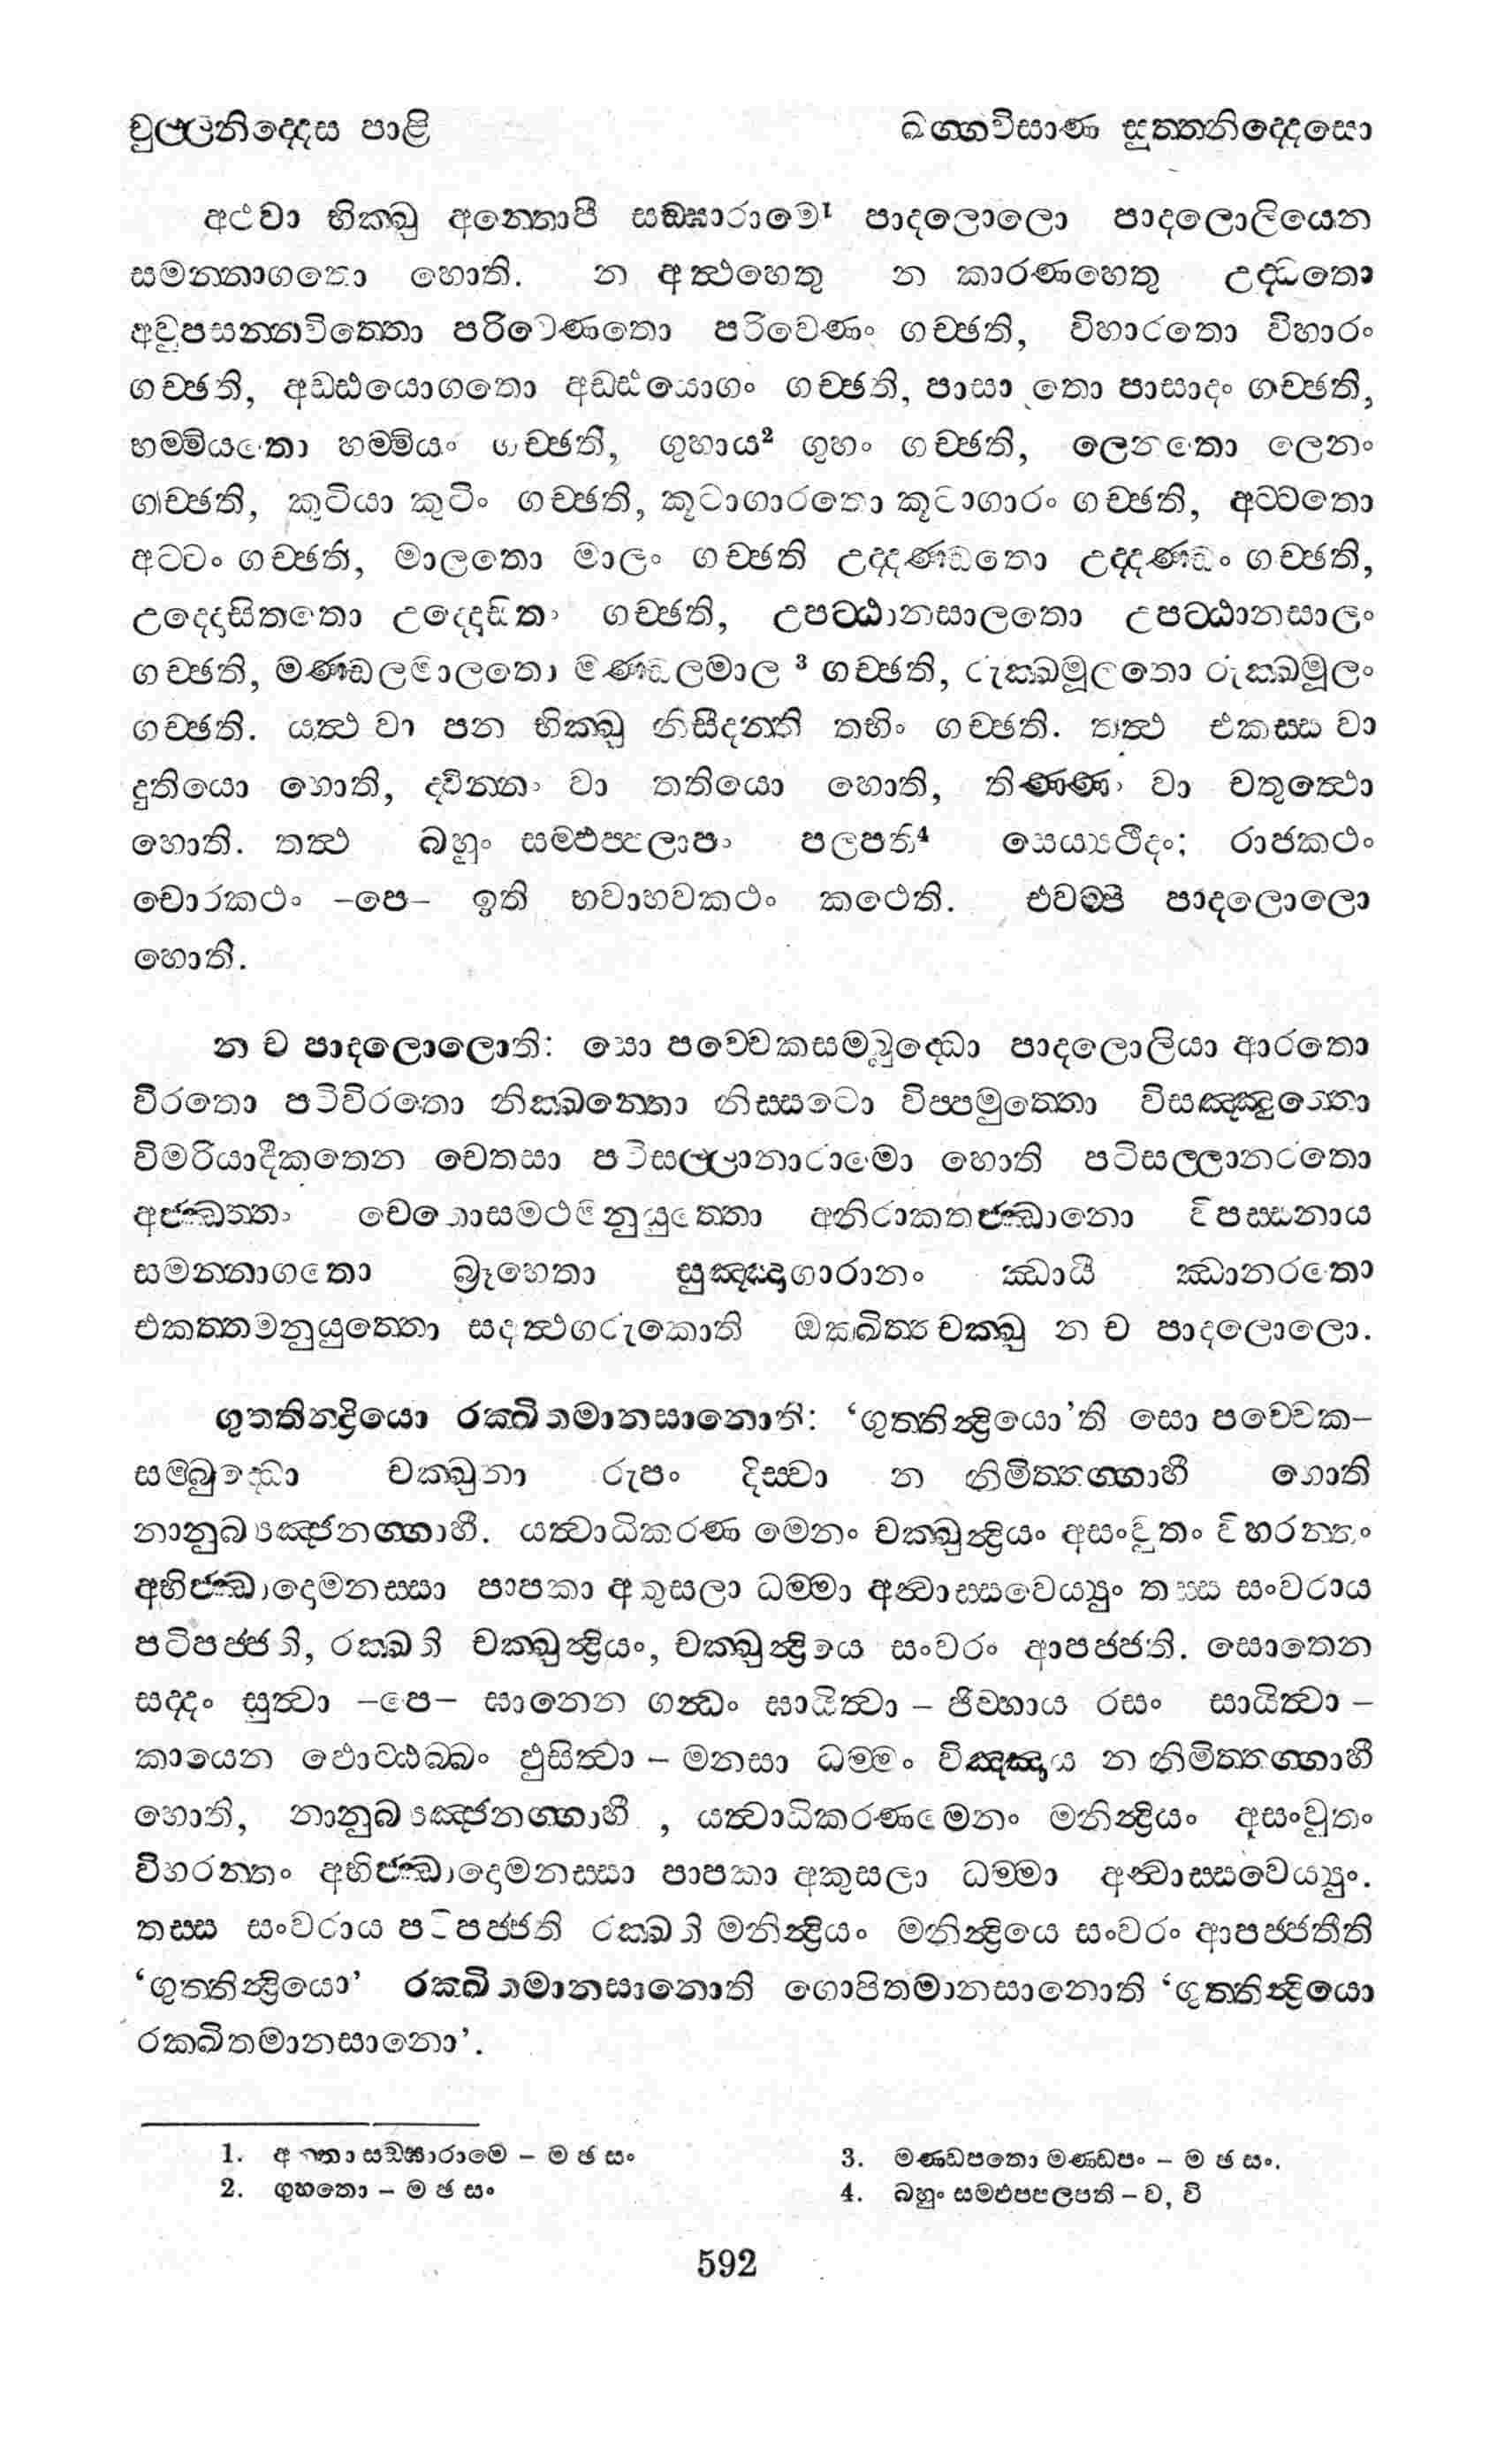 චුල්ලනිද්දෙස පාළි
ඛග්ගවිසාණ සුත්තනිද්දෙසො
අථවා භික්ඛු අන්තොපි සඞ්ඝාරාමෙ¹ පාදලොලො පාදලොලියෙන
සමන්නාගතො හොති. න අත්ථහෙතු න කාරණහෙතු උද්ධතො
අවූපසන්තචිත්තො පරිවෙණතො පරිවෙණං ගච්ඡති, විහාරතො විහාරං
ගච්ඡති, අඩ්ඪයොගතො අඩ්ඪයොගං ගච්ඡති, පාසා තො පාසාදං ගච්ඡති,
හම්මියතො හම්මියං ගච්ඡති, ගුහාය² ගුහං ගච්ඡති, ලෙනතො ලෙනං
ගච්ඡති, කුටියා කුටිං ගච්ඡති, කූටාගාරතො කූටාගාරං ගච්ඡති, අට්ටතො
අට්ටං ගච්ඡති, මාලතො මාලං ගච්ඡති උද්දණ්ඩතො උද්දණ්ඩං ගච්ඡති,
උද්දොසිතතො උද්දොසිතං ගච්ඡති, උපට්ඨානසාලතො උපට්ඨානසාලං
ගච්ඡති, මණ්ඩලමාලතො මණ්ඩලමාල ³ ගච්ඡති, රුක්ඛමූලතො රුක්ඛමූලං
ගච්ඡති. යත්ථ වා පන භික්ඛු නිසීදන්ති තහිං ගච්ඡති. තත්ථ එකස්ස වා
දුතියො හොති, ද්වින්නං වා තතියො හොති, තිණ්ණං වා චතුත්ථො
හොති. තත්ථ බහුං සම්ඵප්පලාපං පලපති⁴ සෙය්‍යථීදං; රාජකථං
චොරකථං –පෙ– ඉති භවාභවකථං කථෙති. එවම්පි පාදලොලො
හොති.
න ච පාදලොලොති: සො පච්චෙකසම්බුද්ධො පාදලොලියා ආරතො
විරතො පටිවිරතො නික්ඛන්තො නිස්සටො විප්පමුත්තො විසඤ්ඤුත්තො
විමරියාදීකතෙන චෙතසා පටිසල්ලානාරාමො හොති පටිසල්ලානරතො
අජ්ඣත්තං චෙතොසමථමනුයුත්තො අනිරාකතජ්ඣානො විපස්සනාය
සමන්නාගතො බ්‍රූහෙතා සුඤ්ඤාගාරානං ඣායී ඣානරතො
එකත්තමනුයුත්තො සදත්ථගරුකොති ඔක්ඛිත්තචක්ඛු න ච පාදලොලො.
ගුත්තින්ද්‍රියො රක්ඛිතමානසානොති: ‘ගුත්තින්ද්‍රියො’ති සො පච්චෙක–
සම්බුද්ධො චක්ඛුනා රූපං දිස්වා න නිමිත්තග්ගාහී හොති
නානුබ්‍යඤ්ජනග්ගාහී. යත්වාධිකරණ මෙනං චක්ඛුන්ද්‍රියං අසංවුතං විහරන්තං
අභිජ්ඣාදොමනස්සා පාපකා අකුසලා ධම්මා අන්වාස්සවෙය්‍යුං තස්ස සංවරාය
පටිපජ්ජති, රක්ඛති චක්ඛුන්ද්‍රියං, චක්ඛුන්ද්‍රියෙ සංවරං ආපජ්ජති. සොතෙන
සද්දං සුත්වා –පෙ– ඝානෙන ගන්ධං ඝායිත්වා – ජිව්හාය රසං සායිත්වා –
කායෙන ඵොට්ඨබ්බං ඵුසිත්වා – මනසා ධම්මං විඤ්ඤාය න නිමිත්තග්ගාහී
හොති, නානුබ්‍යඤ්ජනග්ගාහී , යත්වාධිකරණමෙනං මනින්ද්‍රියං අසංවුතං
විහරන්තං අභිජ්ඣාදොමනස්සා පාපකා අකුසලා ධම්මා අන්වාස්සවෙය්‍යුං.
තස්ස සංවරාය පටිපජ්ජති රක්ඛති මනින්ද්‍රියං මනින්ද්‍රියෙ සංවරං ආපජ්ජතීති
‘ගුත්තින්ද්‍රියො’ රක්ඛිතමානසානොති ගොපිතමානසානොති ‘ගුත්තින්ද්‍රියො
රක්ඛිතමානසානො’.
1. අන්තො සඞ්ඝාරාමෙ – ම ඡ සං
2. ගුහතො – ම ඡ සං
3. මණ්ඩපතො මණ්ඩපං – ම ඡ සං.
4. බහුං සම්ඵප්පලපති – ව, වි
592